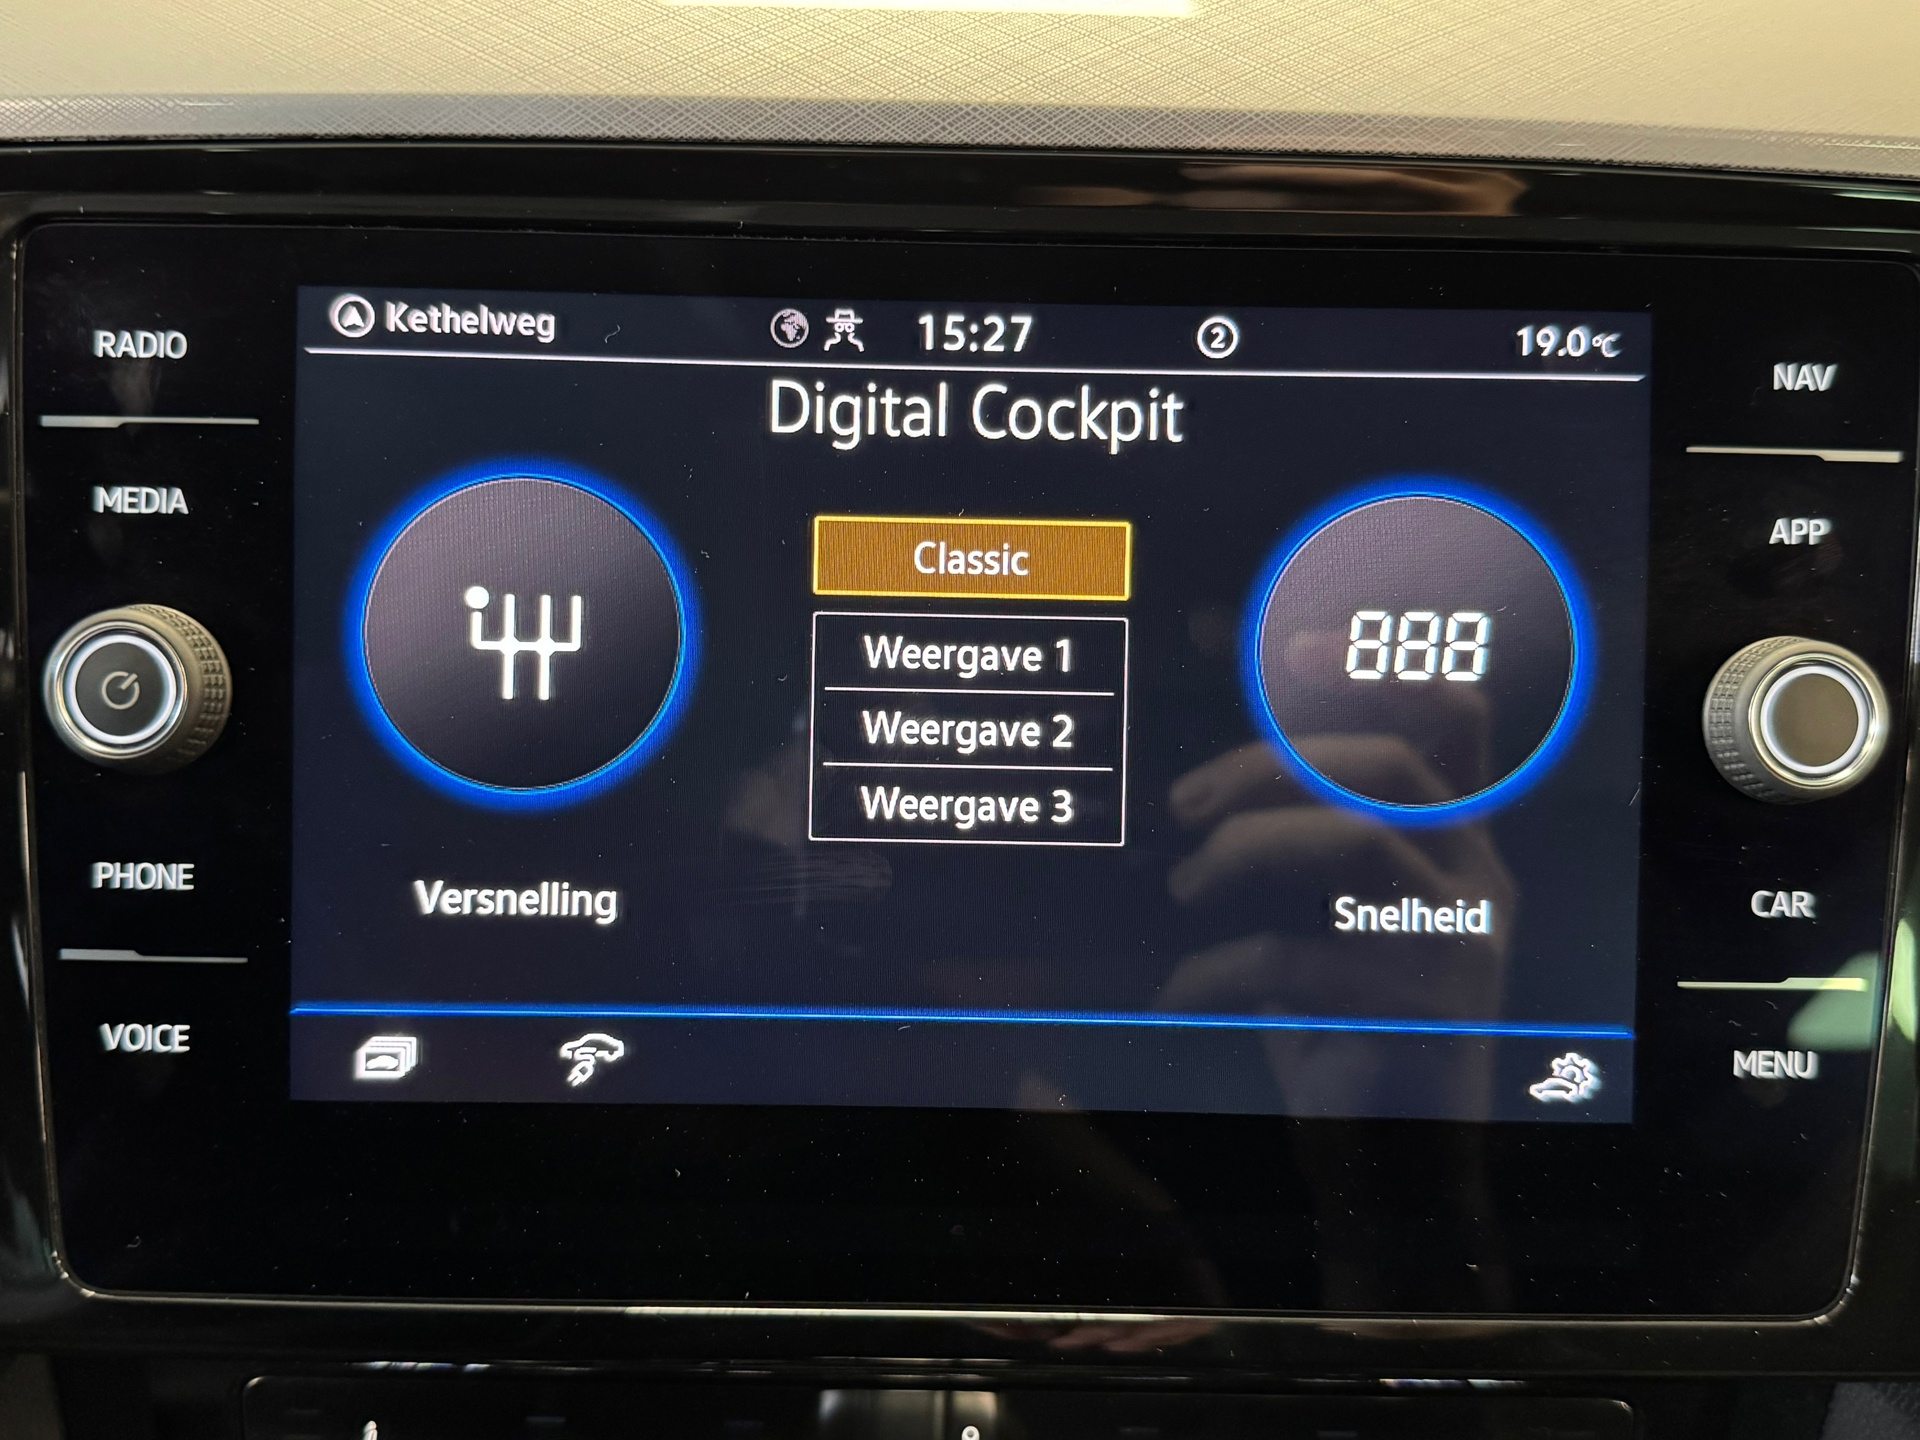 Kethelweg
15:27
2
19.0°C
RADIO
NAV
Digital Cockpit
MEDIA
APP
Classic
Weergave 1
888
Weergave 2
Weergave 3
PHONE
Versnelling
Snelheid
CAR
VOICE
MENU